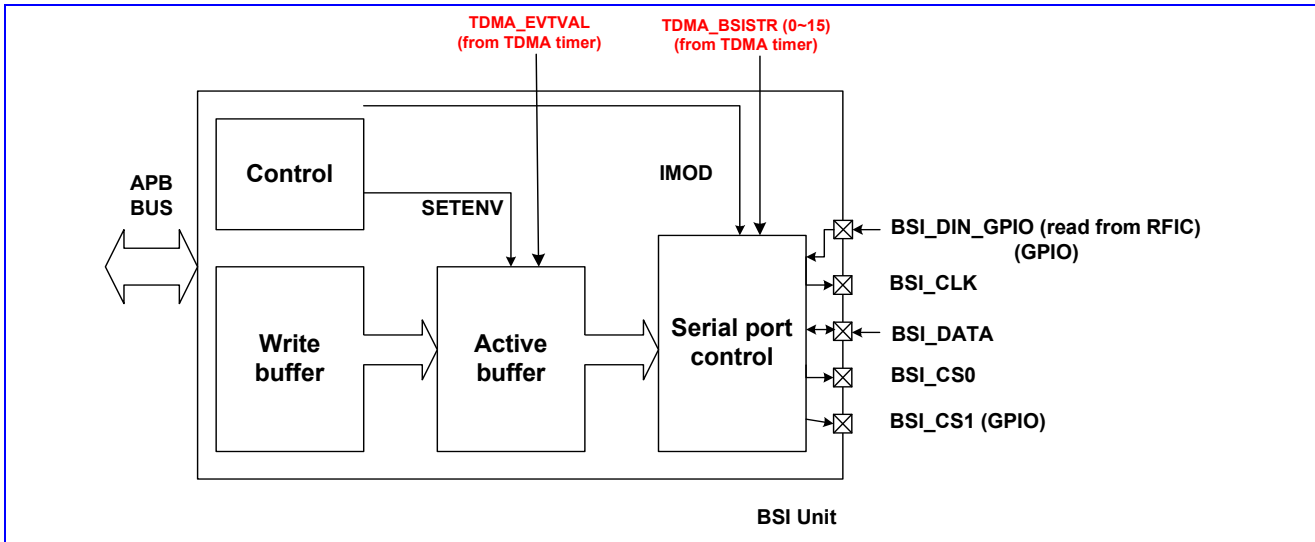 TDMA_EVTVAL
(from TDMA timer)
TDMA_BSISTR (0~15)
(from TDMA timer)
APB
BUS
Control
SETENV
IMOD
Write
buffer
Active
buffer
Serial port
control
BSI_DIN_GPIO (read from RFIC)
(GPIO)
BSI_CLK
BSI_DATA
BSI_CS0
BSI_CS1 (GPIO)
BSI Unit